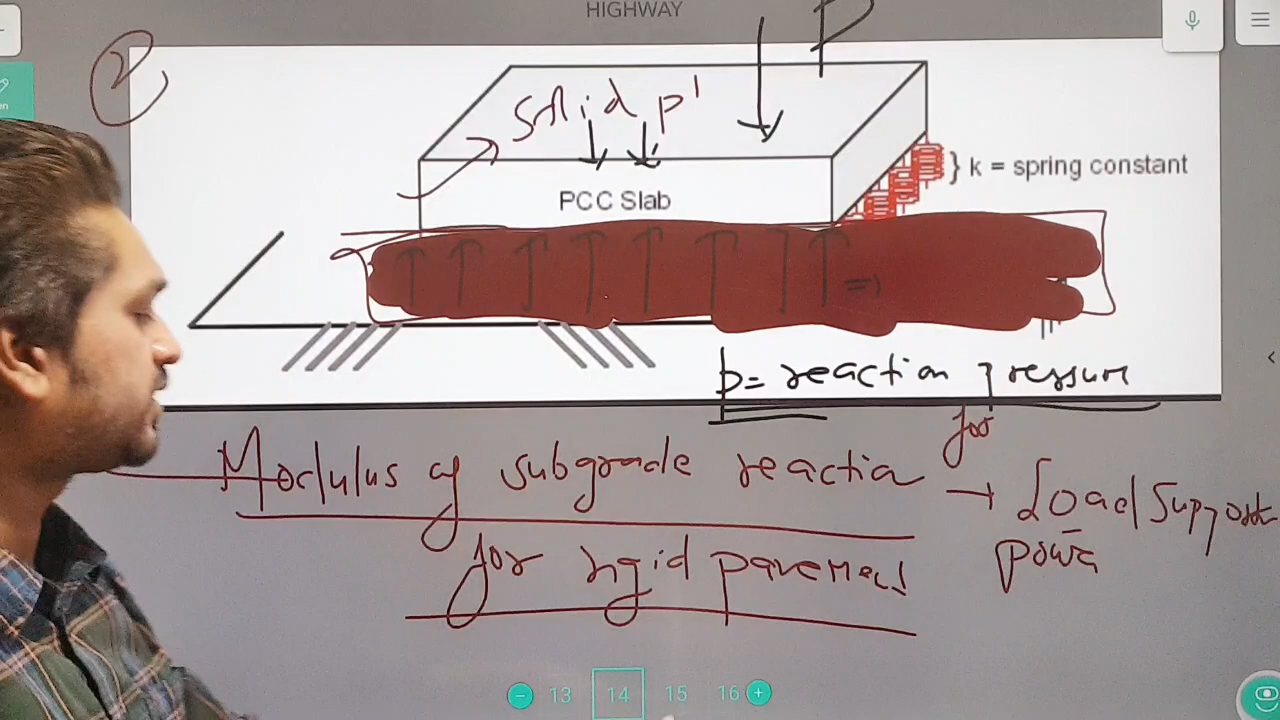 HIGHWAY
2
P
Solid P'
PCC Slab
} k = spring constant
p = reaction pressure
for
Modulus of subgrade reaction → Load Support
for rigid pavement power
13 14 15 16